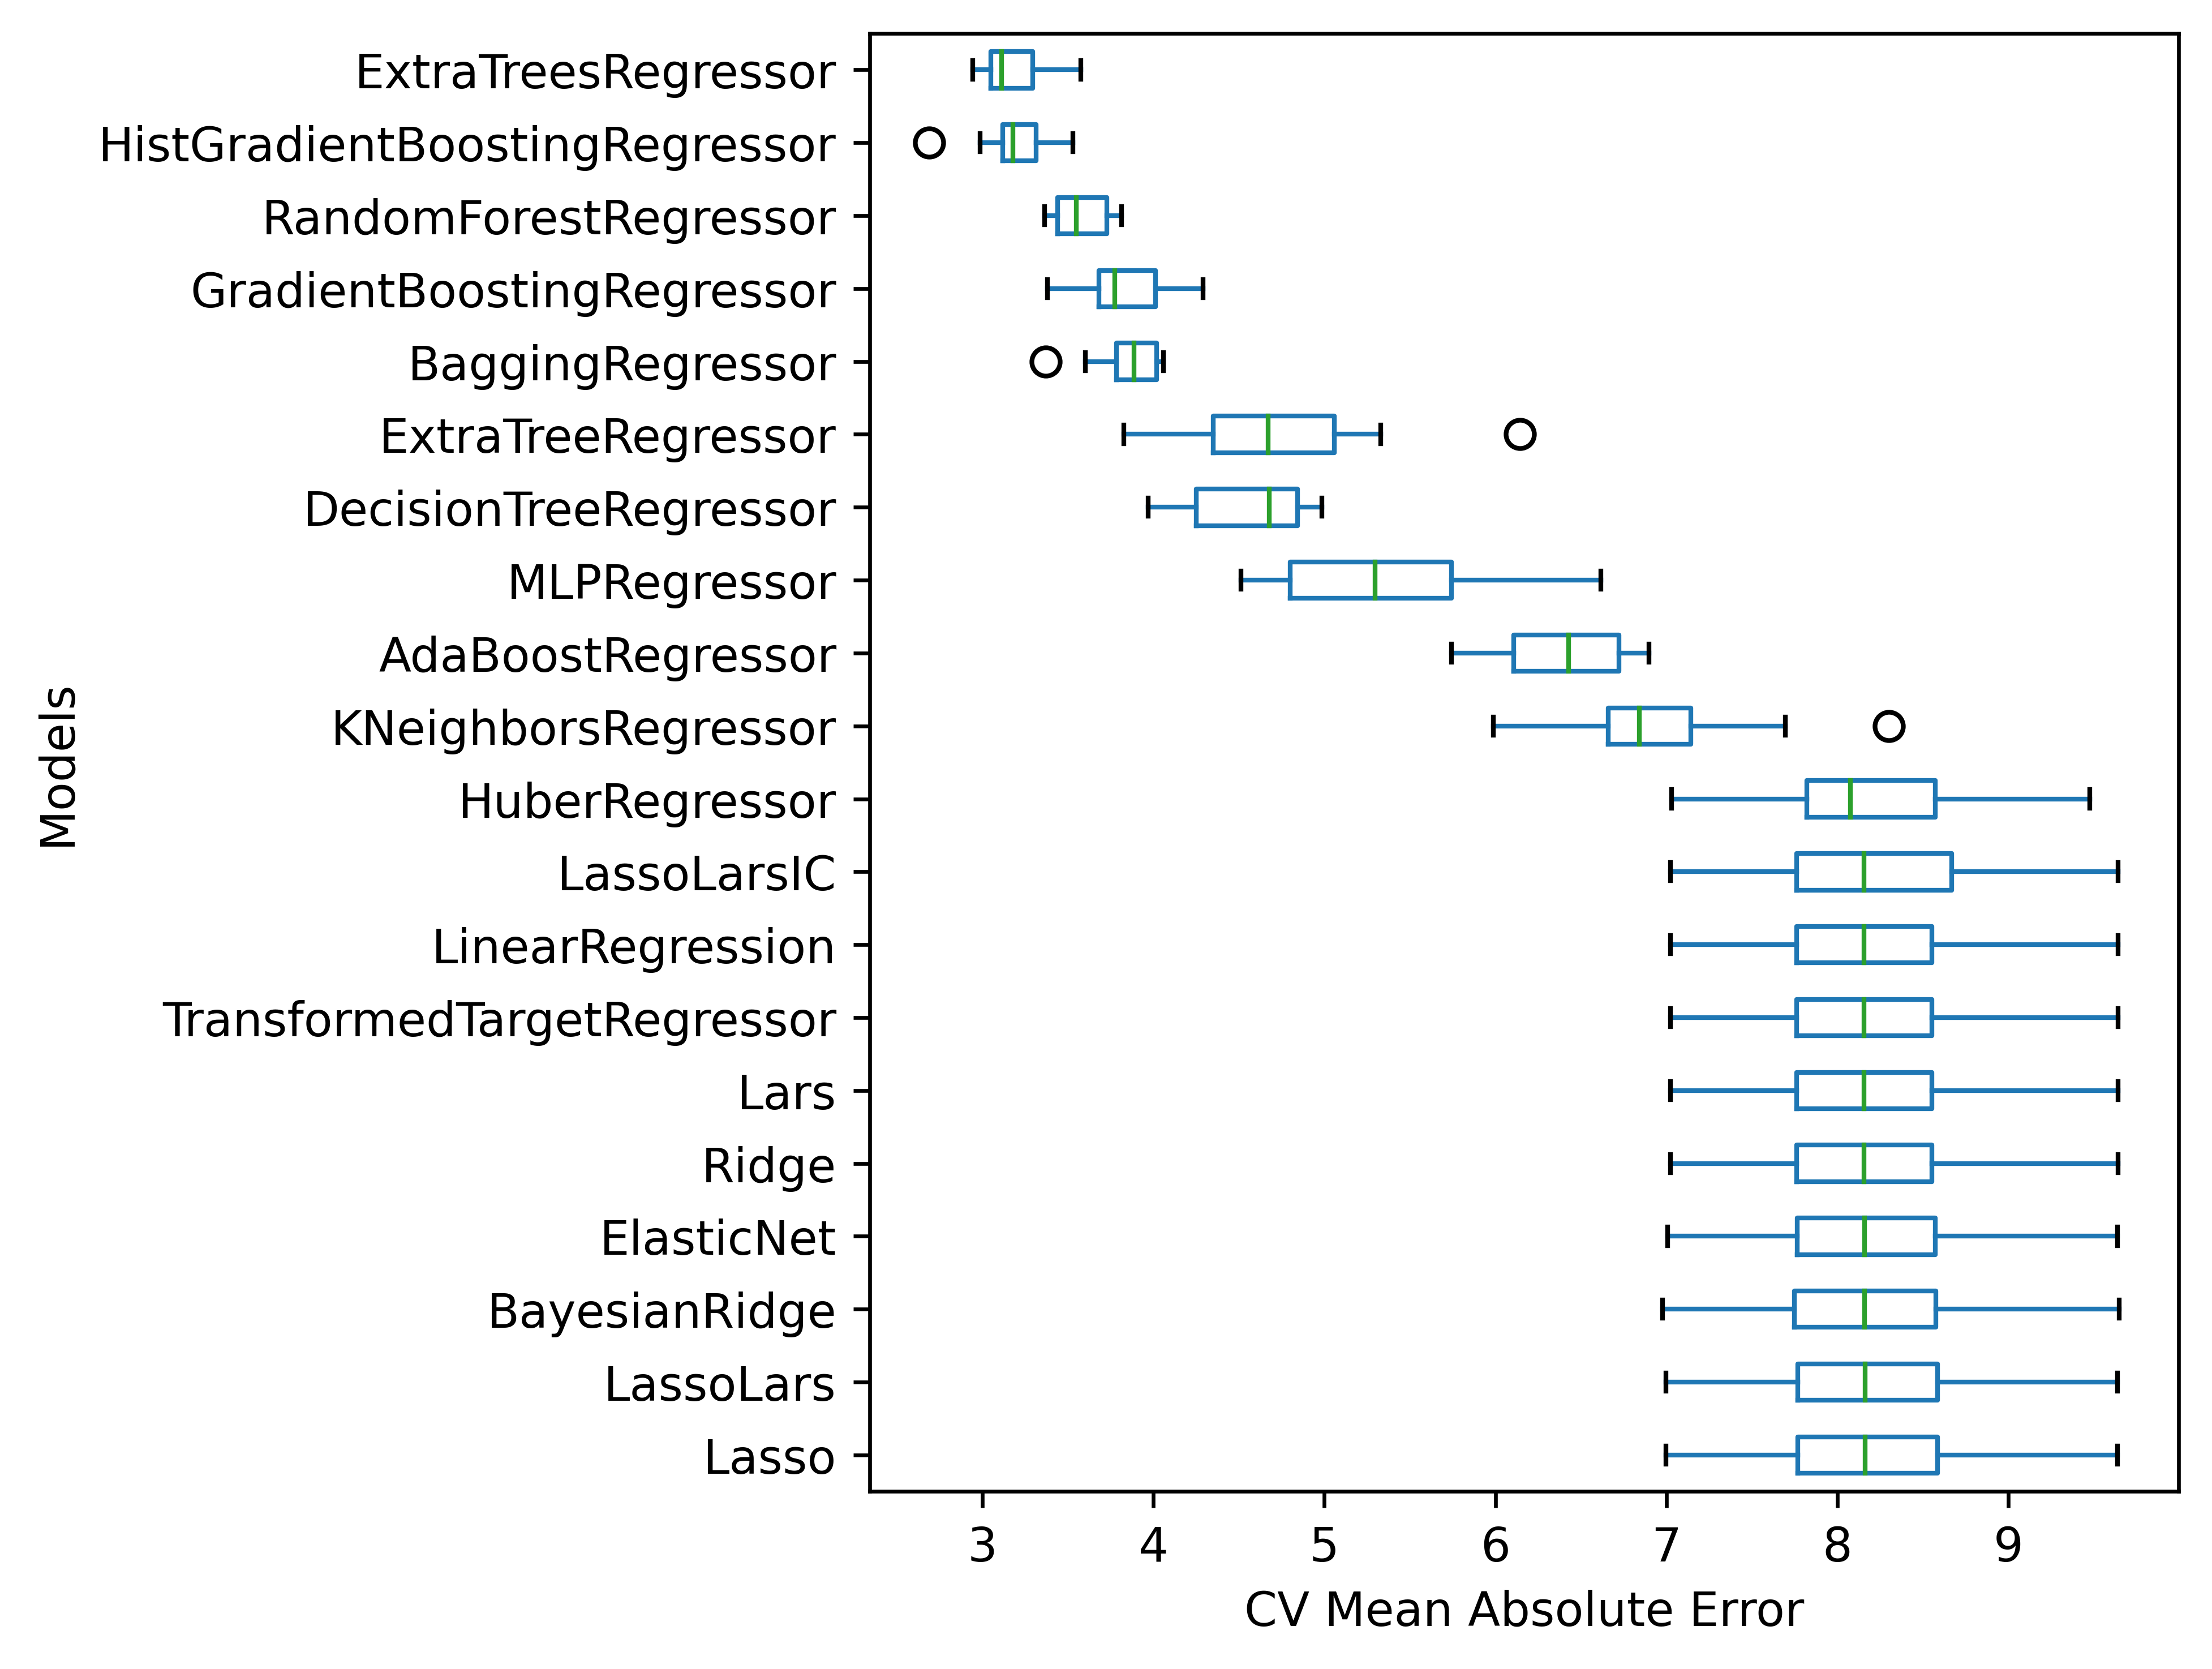 ExtraTreesRegressor
HistGradientBoostingRegressor
RandomForestRegressor
GradientBoostingRegressor
BaggingRegressor
ExtraTreeRegressor
DecisionTreeRegressor
MLPRegressor
AdaBoostRegressor
KNeighborsRegressor
HuberRegressor
LassoLarsIC
LinearRegression
TransformedTargetRegressor
Lars
Ridge
ElasticNet
BayesianRidge
LassoLars
Lasso
Models
3 4 5 6 7 8 9
CV Mean Absolute Error